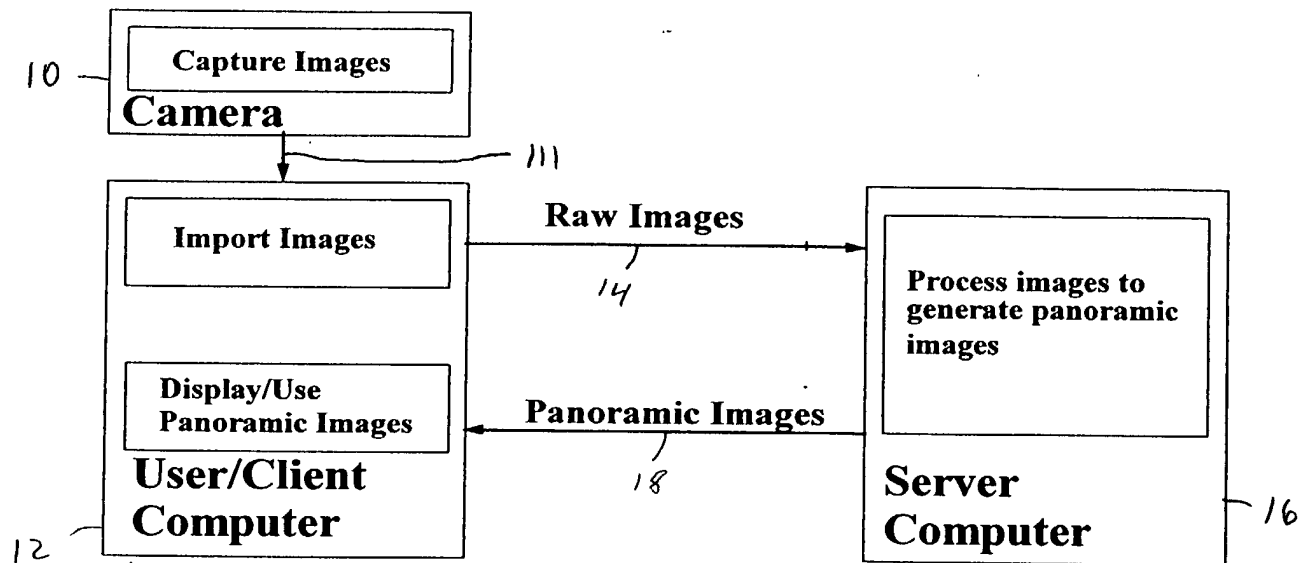 Capture Images
10
Camera
111
Import Images
Raw Images
14
Process images to
generate panoramic
images
Display/Use
Panoramic Images
Panoramic Images
18
User/Client
Computer
12
Server
Computer
16